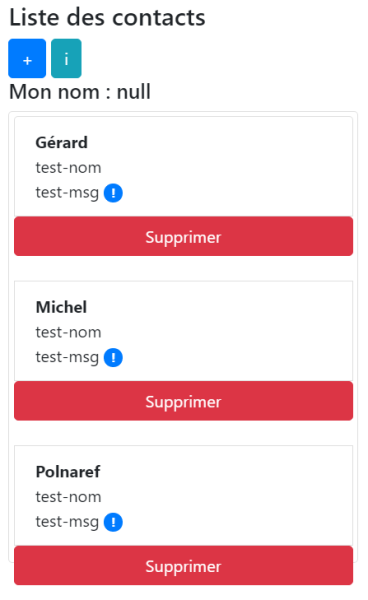 Liste des contacts
+ i
Mon nom : null
Gérard
test-nom
test-msg !
Supprimer
Michel
test-nom
test-msg !
Supprimer
Polnaref
test-nom
test-msg !
Supprimer